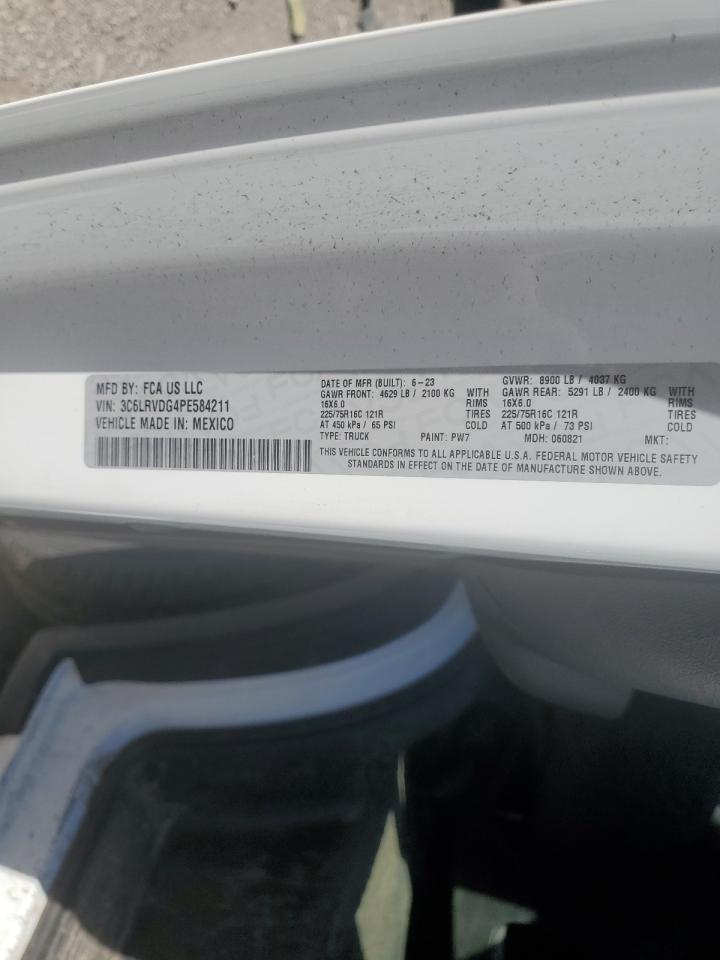 MFD BY: FCA US LLC
VIN: 3C6LRVDG4PE584211
VEHICLE MADE IN: MEXICO
DATE OF MFR (BUILT): 6-23
GAWR FRONT: 4629 LB / 2100 KG WITH
16X6.0 RIMS
225/75R16C 121R TIRES
AT 450 kPa / 65 PSI COLD
TYPE: TRUCK PAINT: PW7
GVWR: 8900 LB / 4037 KG
GAWR REAR: 5291 LB / 2400 KG WITH
16X6.0 RIMS
225/75R16C 121R TIRES
AT 500 kPa / 73 PSI COLD
MDH: 060821 MKT:
THIS VEHICLE CONFORMS TO ALL APPLICABLE U.S.A. FEDERAL MOTOR VEHICLE SAFETY
STANDARDS IN EFFECT ON THE DATE OF MANUFACTURE SHOWN ABOVE.